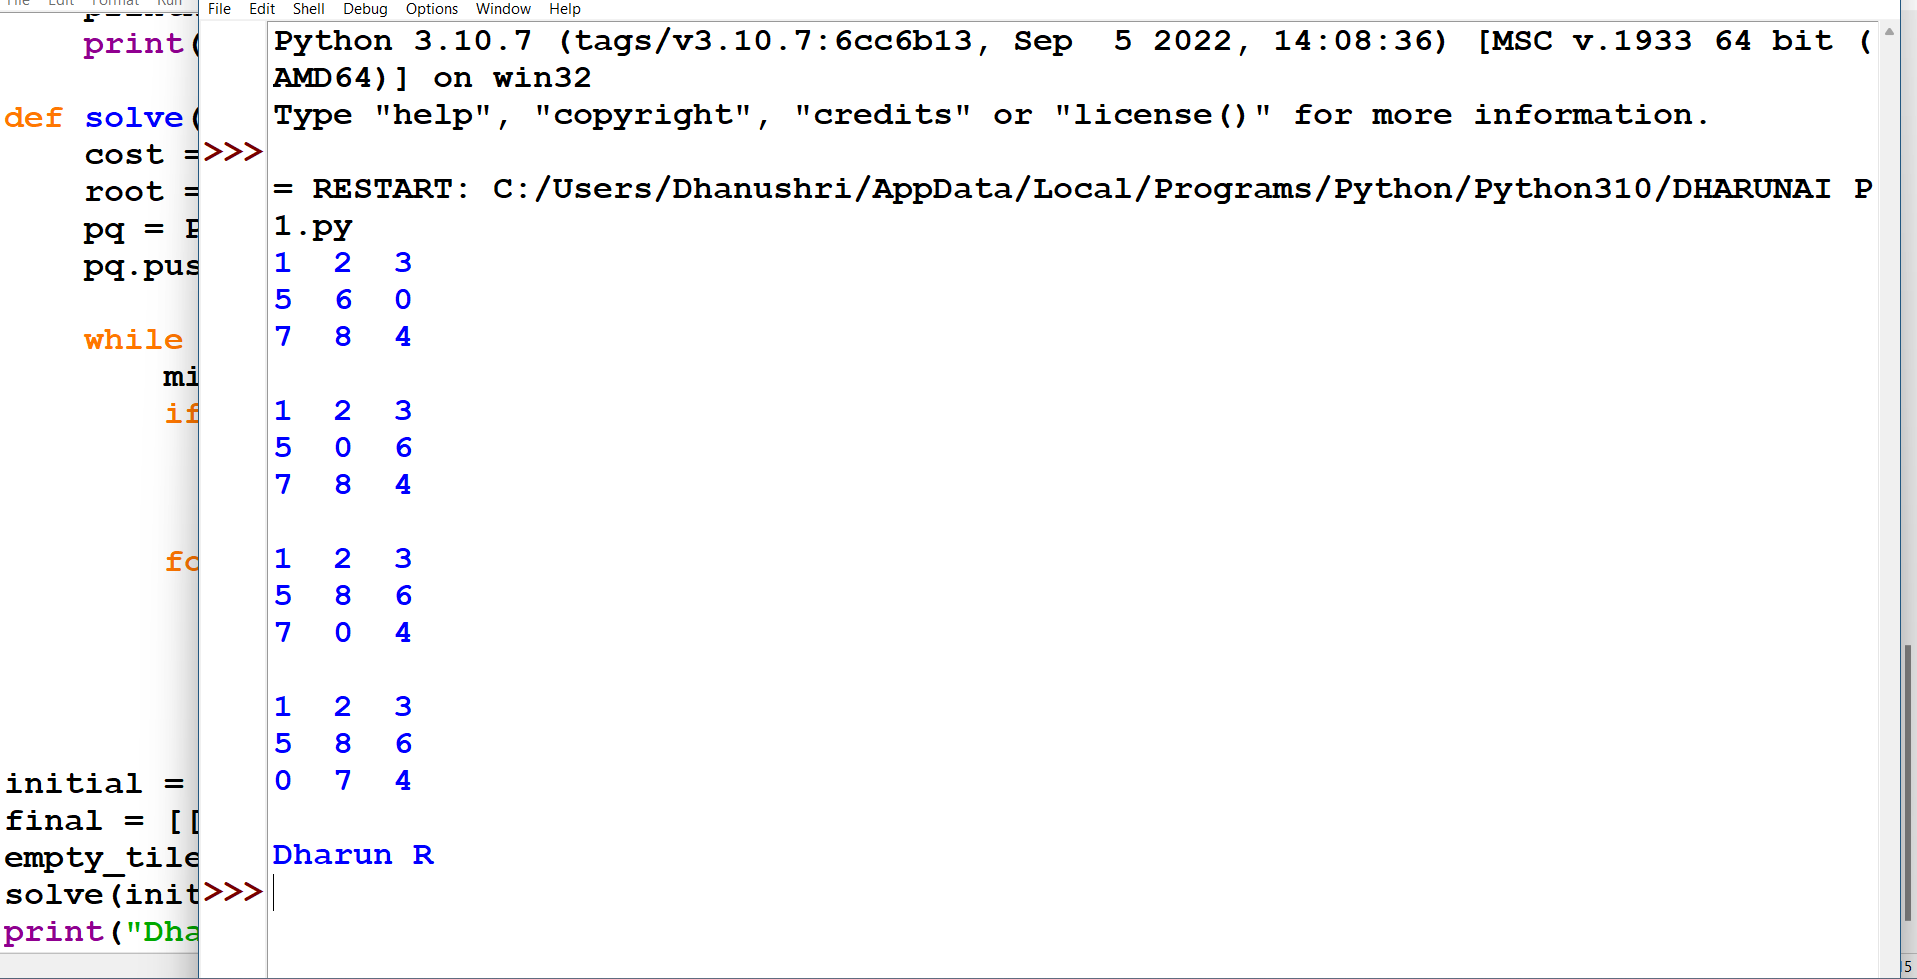 File Edit Format Run
print(
def solve(
cost =
root =
pq = P
pq.pus
while
mi
if
fo
initial =
final = [[
empty_tile
solve(init
print("Dha
File Edit Shell Debug Options Window Help
Python 3.10.7 (tags/v3.10.7:6cc6b13, Sep  5 2022, 14:08:36) [MSC v.1933 64 bit (
AMD64)] on win32
Type "help", "copyright", "credits" or "license()" for more information.
>>>
= RESTART: C:/Users/Dhanushri/AppData/Local/Programs/Python/Python310/DHARUNAI P
1.py
1 2 3
5 6 0
7 8 4
1 2 3
5 0 6
7 8 4
1 2 3
5 8 6
7 0 4
1 2 3
5 8 6
0 7 4
Dharun R
>>>
5